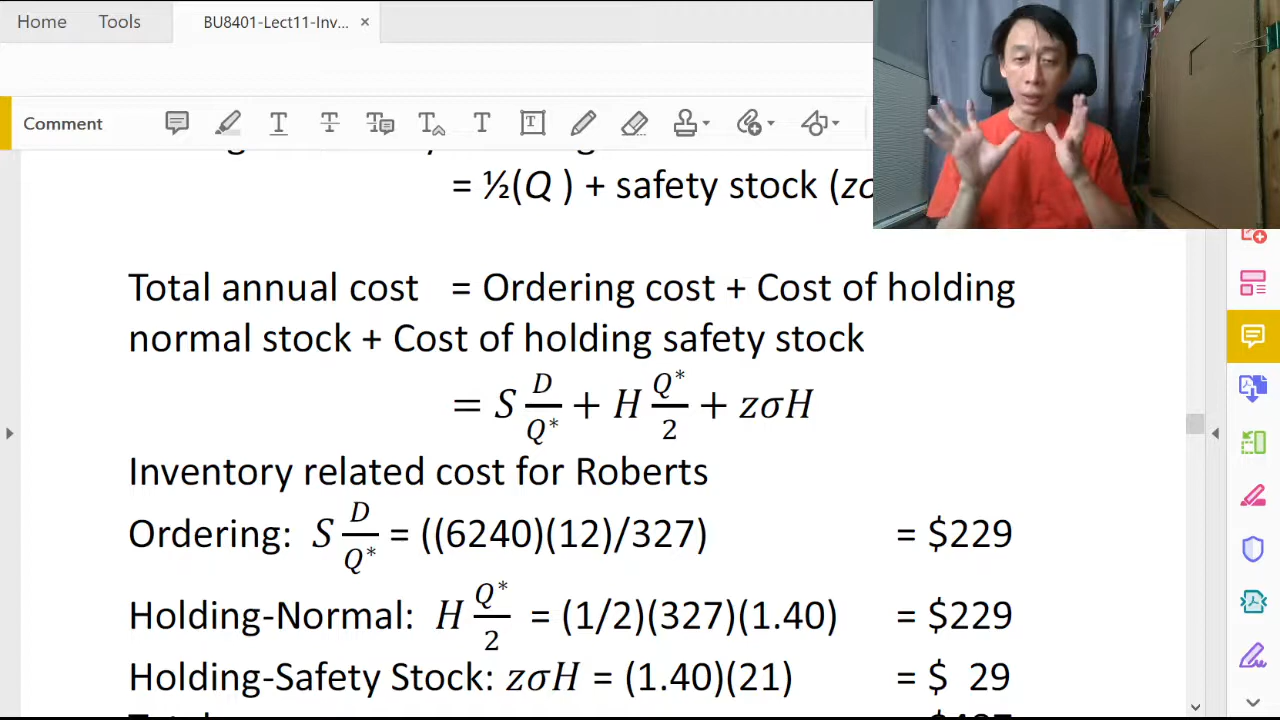 Home Tools BU8401-Lect11-Inv... ×
Comment
= ½(Q ) + safety stock (zσ
Total annual cost = Ordering cost + Cost of holding
normal stock + Cost of holding safety stock
= S D/Q* + H Q*/2 + zσH
Inventory related cost for Roberts
Ordering: S D/Q* = ((6240)(12)/327) = $229
Holding-Normal: H Q*/2 = (1/2)(327)(1.40) = $229
Holding-Safety Stock: zσH = (1.40)(21) = $ 29